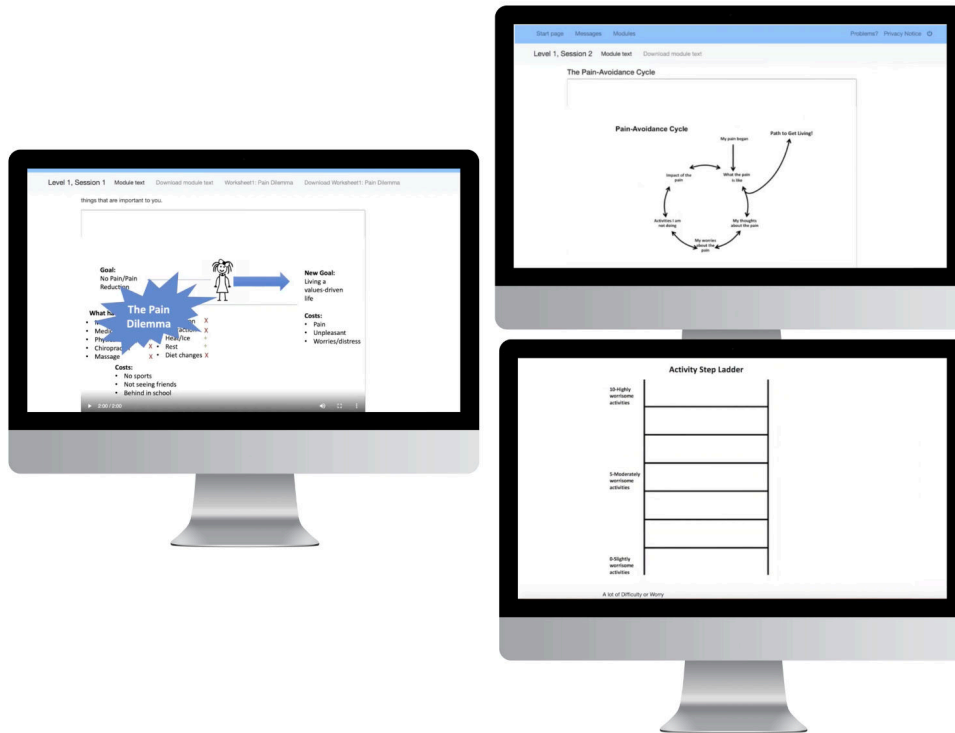 Level 1, Session 1 Module text Download module text Worksheet1: Pain Dilemma Download Worksheet1: Pain Dilemma
things that are important to you.
Goal:
No Pain/Pain
Reduction
The Pain
Dilemma
New Goal:
Living a
values-driven
life
Costs:
• Pain
• Unpleasant
• Worries/distress
What
•
•
•
• Chiropract X
• Massage X
X
X
Heat/Ice +
• Rest +
• Diet changes X
Costs:
• No sports
• Not seeing friends
• Behind in school
2:00 / 2:00
Start page Messages Modules Problems? Privacy Notice
Level 1, Session 2 Module text Download module text
The Pain-Avoidance Cycle
Pain-Avoidance Cycle
My pain began
Path to Get Living!
What the pain
is like
My thoughts
about the pain
My worries
about the
pain
Activities I am
not doing
Impact of the
pain
Activity Step Ladder
10-Highly
worrisome
activities
5-Moderately
worrisome
activities
0-Slightly
worrisome
activities
A lot of Difficulty or Worry